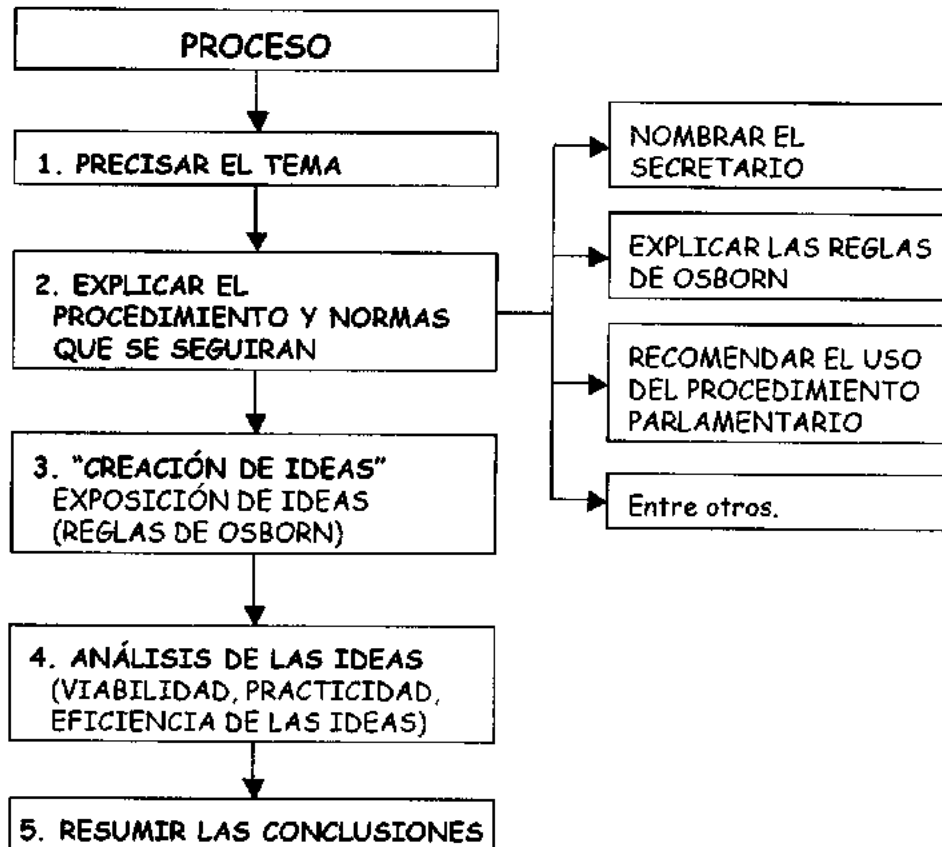 PROCESO
1. PRECISAR EL TEMA
2. EXPLICAR EL
PROCEDIMIENTO Y NORMAS
QUE SE SEGUIRAN
NOMBRAR EL
SECRETARIO
EXPLICAR LAS REGLAS
DE OSBORN
RECOMENDAR EL USO
DEL PROCEDIMIENTO
PARLAMENTARIO
Entre otros.
3. "CREACIÓN DE IDEAS"
EXPOSICIÓN DE IDEAS
(REGLAS DE OSBORN)
4. ANÁLISIS DE LAS IDEAS
(VIABILIDAD, PRACTICIDAD,
EFICIENCIA DE LAS IDEAS)
5. RESUMIR LAS CONCLUSIONES